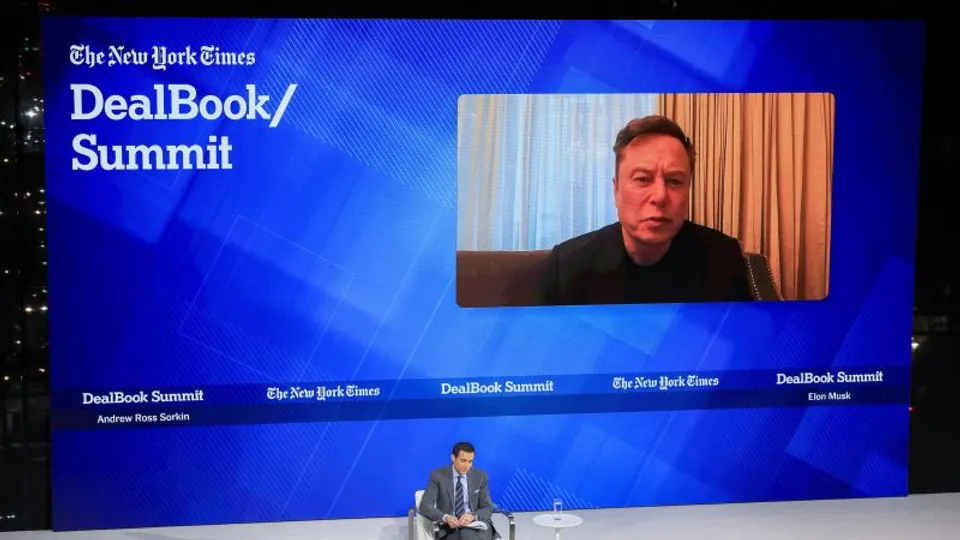 The New York Times
DealBook/
Summit
DealBook Summit
The New York Times
DealBook Summit
The New York Times
DealBook Summit
Andrew Ross Sorkin
Elon Musk